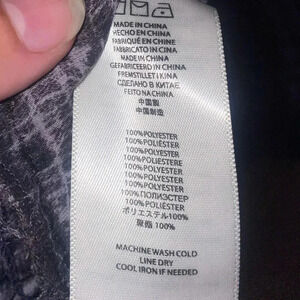 MADE IN CHINA
HECHO EN CHINA
FABRIQUÉ EN CHINE
FABBRICATO IN CINA
MADE IN CHINA
GEFABRICEERD IN CHINA
FREMSTILLET I KINA
СДЕЛАНО В КИТАЕ
FEITO NA CHINA
中国製
中国制造
100% POLYESTER
100% POLIÉSTER
100% POLYESTER
100% POLIESTERE
100% POLYESTER
100% POLYESTER
100% POLYESTER
100% ПОЛИЭСТЕР
100% POLIÉSTER
ポリエステル100%
聚酯 100%
MACHINE WASH COLD
LINE DRY
COOL IRON IF NEEDED